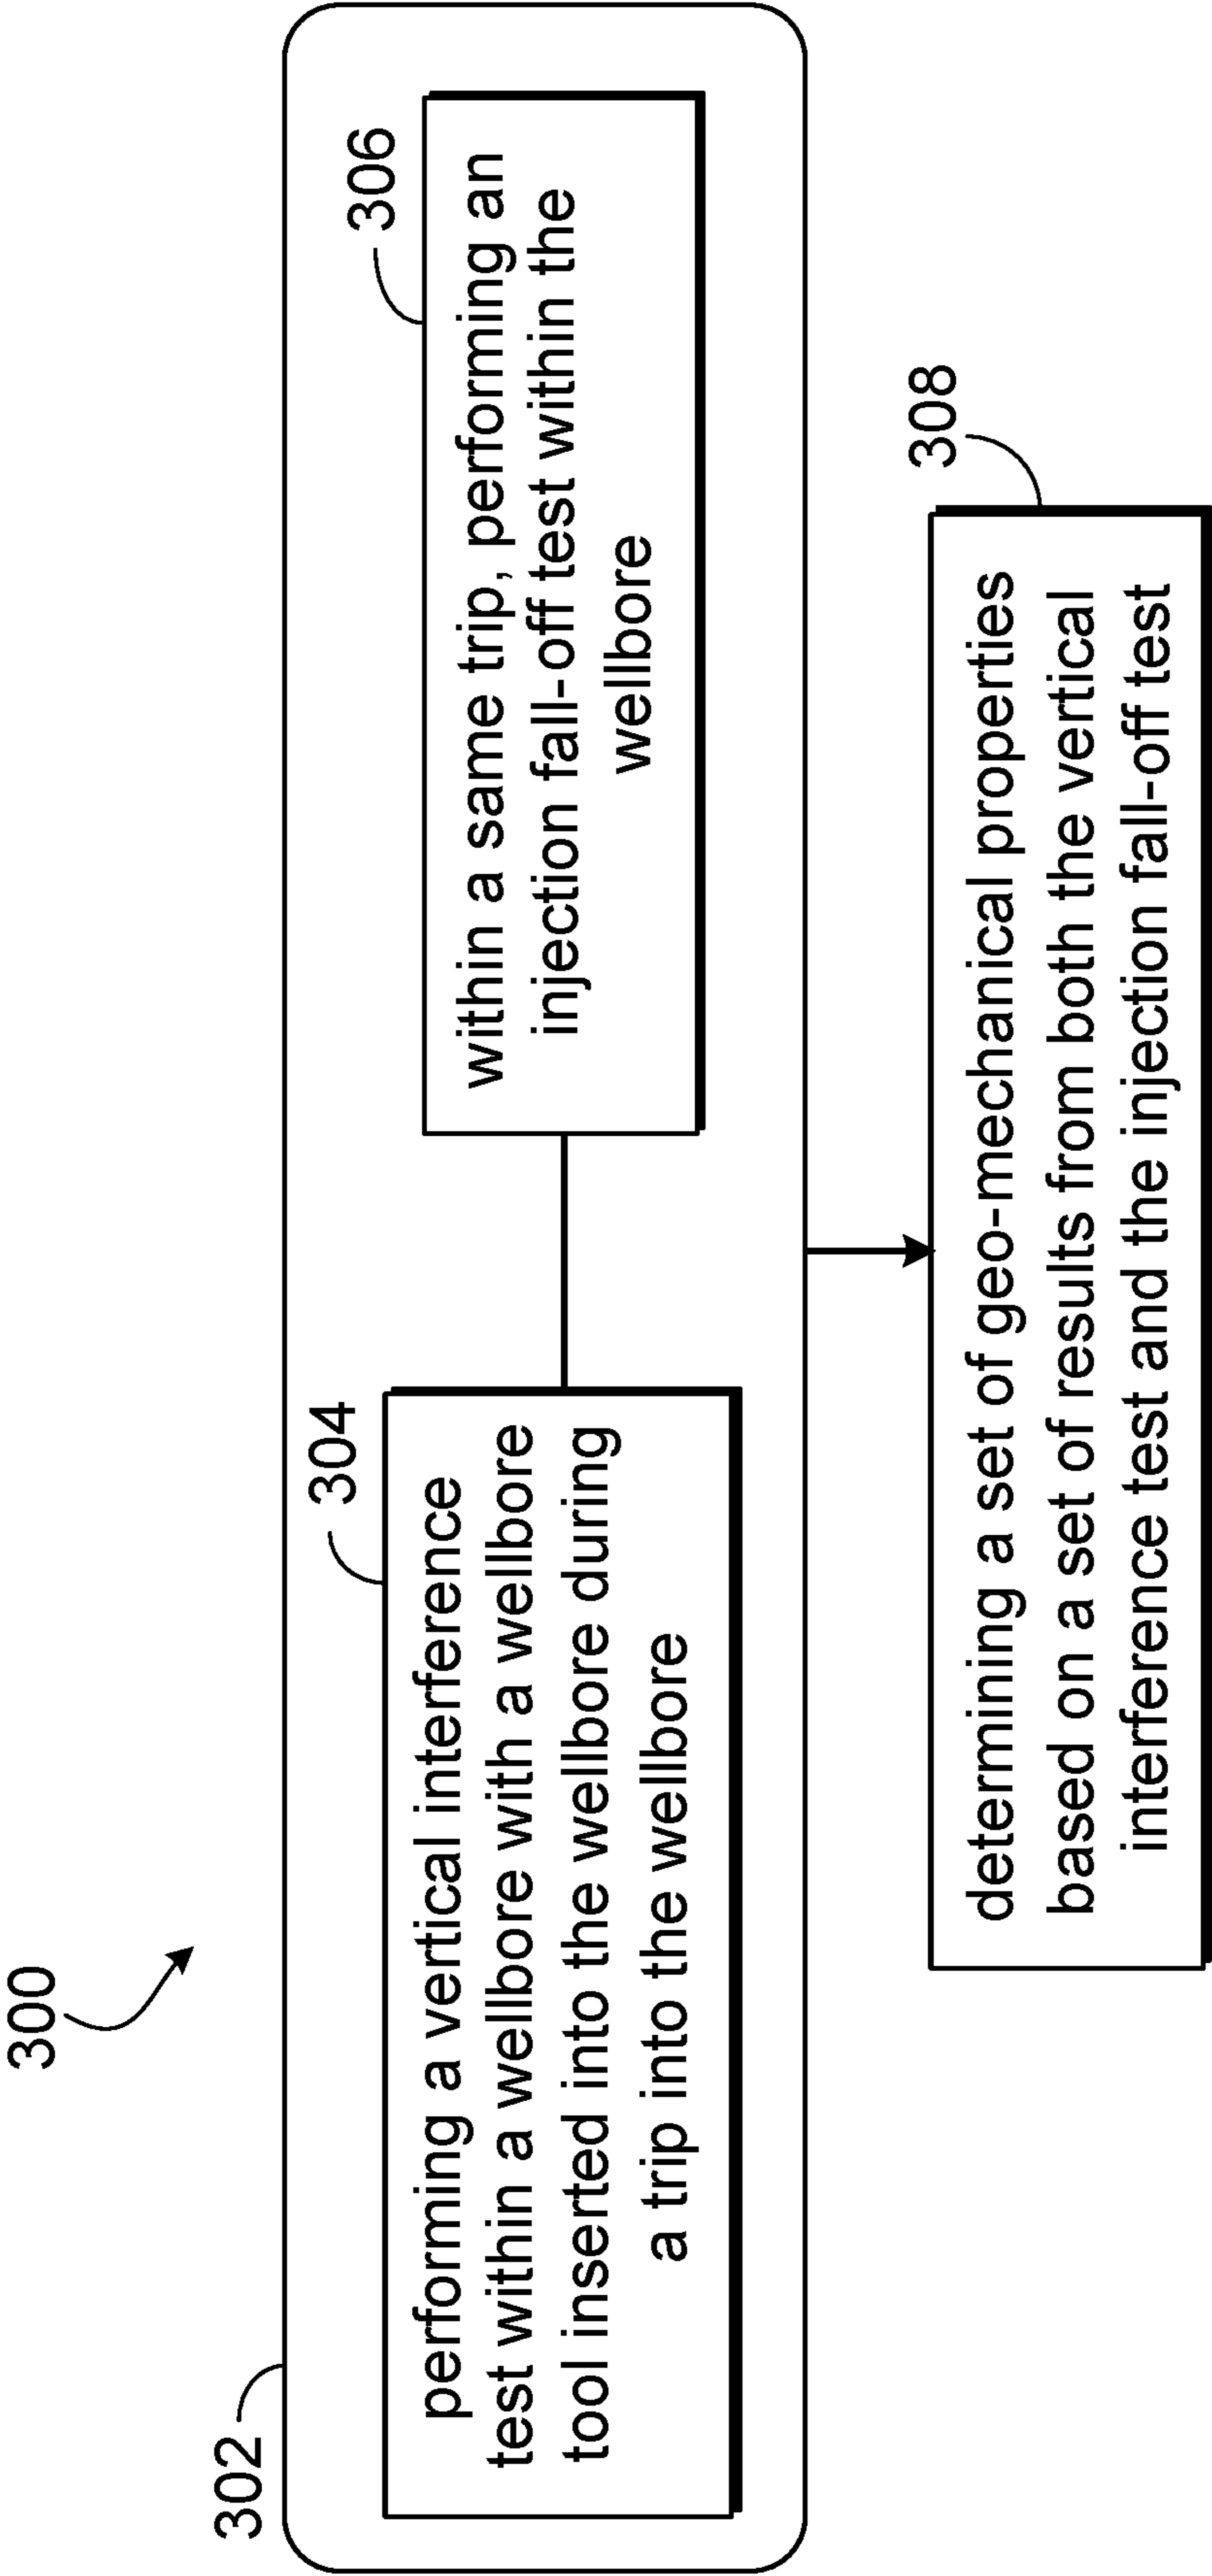 300
302
304
performing a vertical interference
test within a wellbore with a wellbore
tool inserted into the wellbore during
a trip into the wellbore
306
within a same trip, performing an
injection fall-off test within the
wellbore
308
determining a set of geo-mechanical properties
based on a set of results from both the vertical
interference test and the injection fall-off test